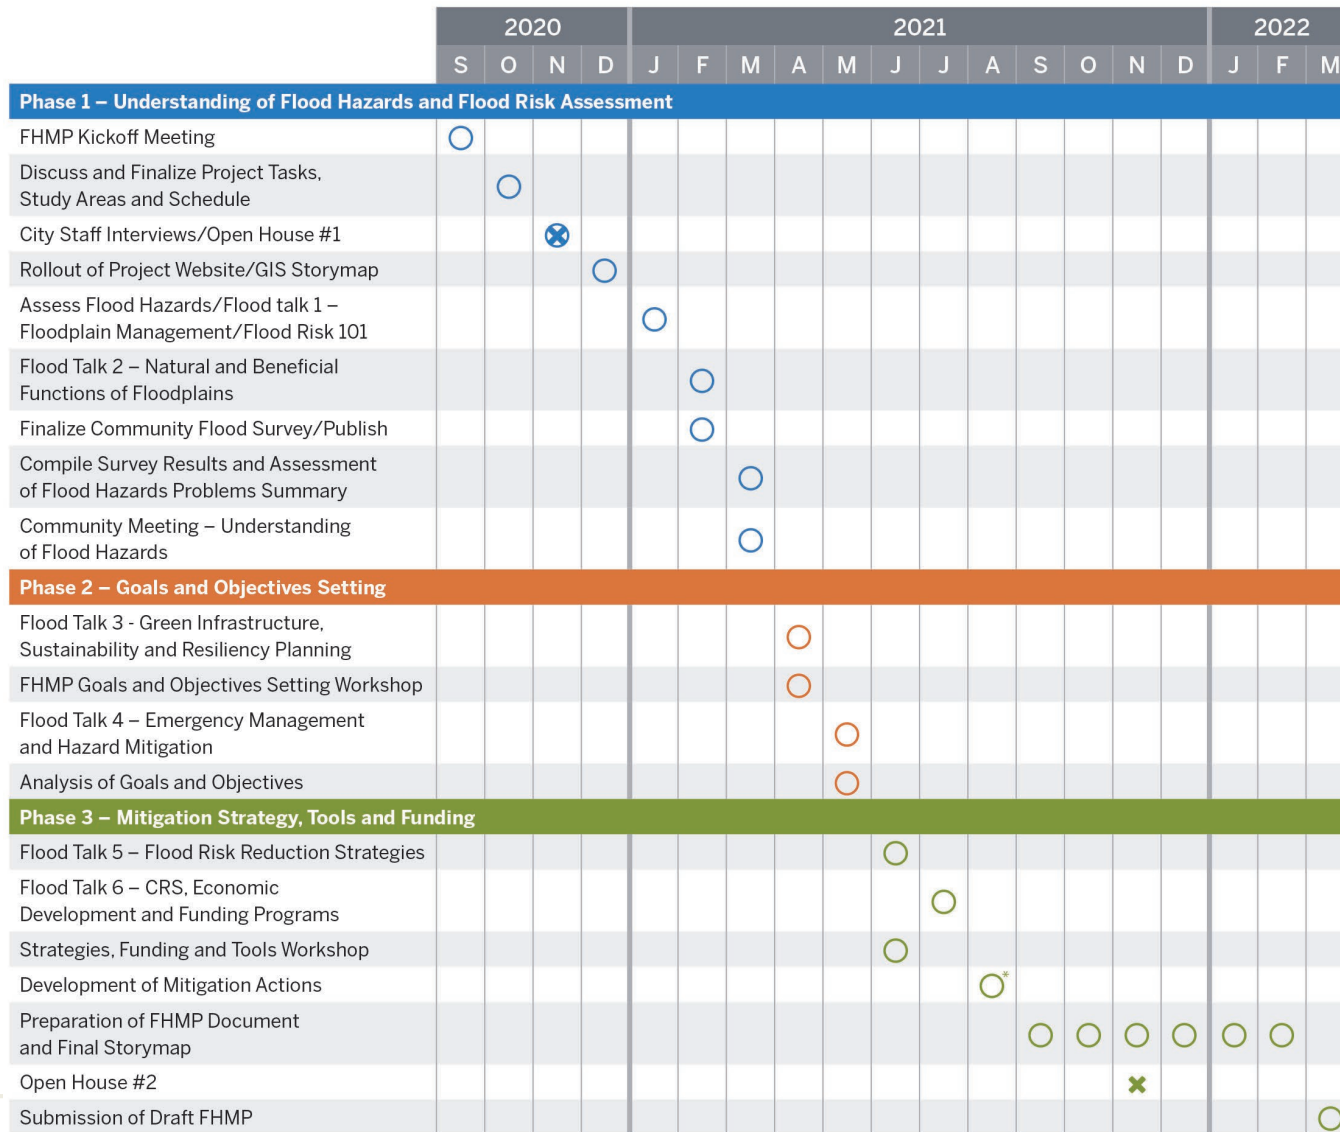 2020 2021 2022
S O N D J F M A M J J A S O N D J F M
Phase 1 – Understanding of Flood Hazards and Flood Risk Assessment
FHMP Kickoff Meeting
Discuss and Finalize Project Tasks,
Study Areas and Schedule
City Staff Interviews/Open House #1
Rollout of Project Website/GIS Storymap
Assess Flood Hazards/Flood talk 1 –
Floodplain Management/Flood Risk 101
Flood Talk 2 – Natural and Beneficial
Functions of Floodplains
Finalize Community Flood Survey/Publish
Compile Survey Results and Assessment
of Flood Hazards Problems Summary
Community Meeting – Understanding
of Flood Hazards
Phase 2 – Goals and Objectives Setting
Flood Talk 3 - Green Infrastructure,
Sustainability and Resiliency Planning
FHMP Goals and Objectives Setting Workshop
Flood Talk 4 – Emergency Management
and Hazard Mitigation
Analysis of Goals and Objectives
Phase 3 – Mitigation Strategy, Tools and Funding
Flood Talk 5 – Flood Risk Reduction Strategies
Flood Talk 6 – CRS, Economic
Development and Funding Programs
Strategies, Funding and Tools Workshop
Development of Mitigation Actions *
Preparation of FHMP Document
and Final Storymap
Open House #2
Submission of Draft FHMP